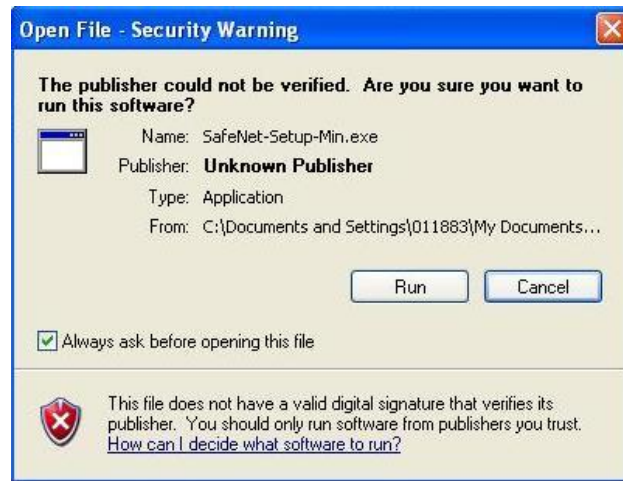 Open File - Security Warning
The publisher could not be verified. Are you sure you want to
run this software?
Name: SafeNet-Setup-Min.exe
Publisher: Unknown Publisher
Type: Application
From: C:\Documents and Settings\011883\My Documents...
Run Cancel
Always ask before opening this file
This file does not have a valid digital signature that verifies its
publisher. You should only run software from publishers you trust.
How can I decide what software to run?